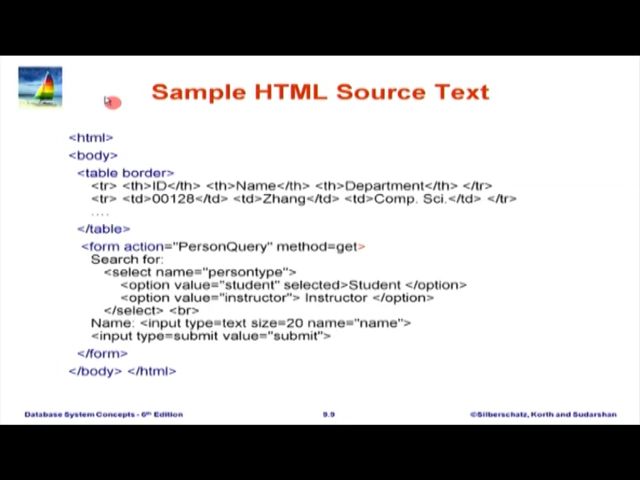 Sample HTML Source Text
<html>
<body>
<table border>
<tr> <th>ID</th> <th>Name</th> <th>Department</th> </tr>
<tr> <td>00128</td> <td>Zhang</td> <td>Comp. Sci.</td> </tr>
....
</table>
<form action="PersonQuery" method=get>
Search for:
<select name="persontype">
<option value="student" selected>Student </option>
<option value="instructor"> Instructor </option>
</select> <br>
Name: <input type=text size=20 name="name">
<input type=submit value="submit">
</form>
</body> </html>
Database System Concepts - 6th Edition
9.9
©Silberschatz, Korth and Sudarshan